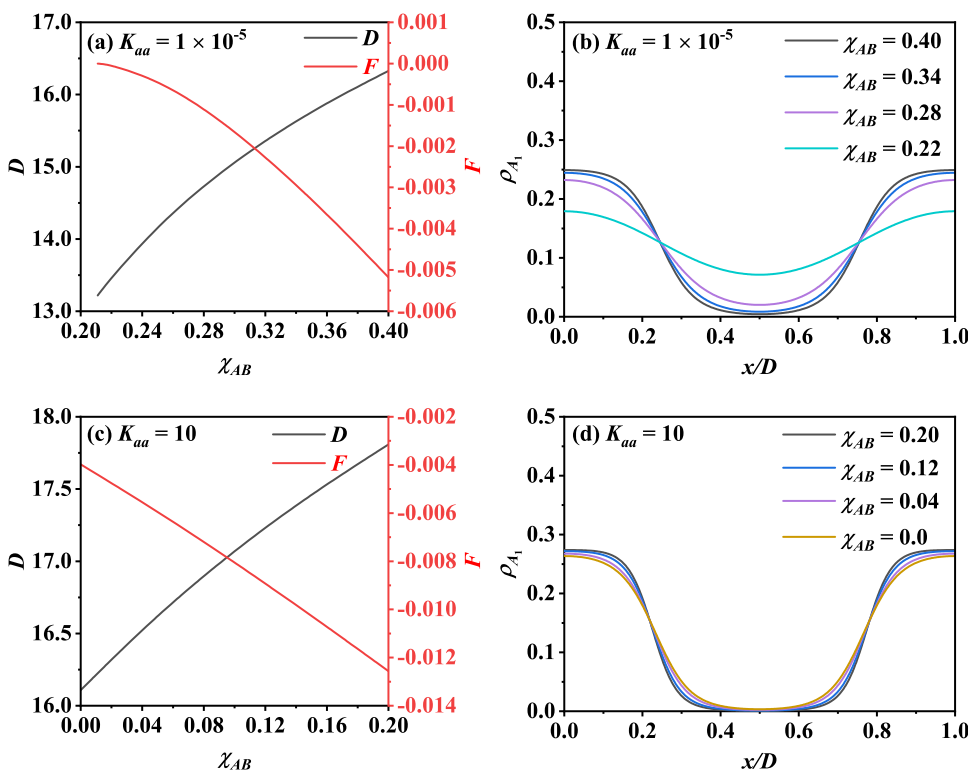 (a) Kaa = 1 × 10-5
D
F
17.0
16.0
15.0
14.0
13.0
D
0.001
0.000
-0.001
-0.002
-0.003
-0.004
-0.005
-0.006
F
0.20 0.24 0.28 0.32 0.36 0.40
χAB
(b) Kaa = 1 × 10-5
χAB = 0.40
χAB = 0.34
χAB = 0.28
χAB = 0.22
0.5
0.4
0.3
0.2
0.1
0.0
ρA1
0.0 0.2 0.4 0.6 0.8 1.0
x/D
(c) Kaa = 10
D
F
18.0
17.5
17.0
16.5
16.0
D
-0.002
-0.004
-0.006
-0.008
-0.010
-0.012
-0.014
F
0.00 0.04 0.08 0.12 0.16 0.20
χAB
(d) Kaa = 10
χAB = 0.20
χAB = 0.12
χAB = 0.04
χAB = 0.0
0.5
0.4
0.3
0.2
0.1
0.0
ρA1
0.0 0.2 0.4 0.6 0.8 1.0
x/D